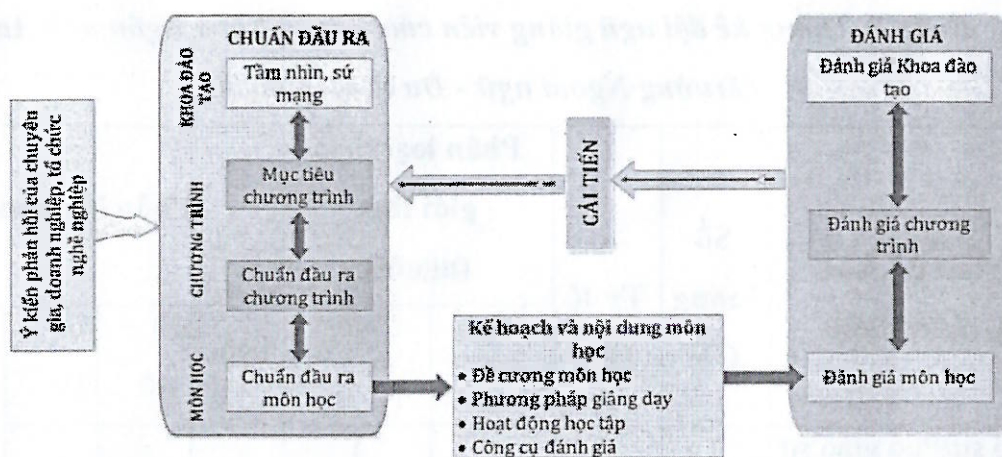 Ý kiến phản hồi của chuyên
gia, doanh nghiệp, tổ chức
nghề nghiệp
CHUẨN ĐẦU RA
KHOA ĐÀO
TẠO
Tầm nhìn, sứ
mạng
CHƯƠNG TRÌNH
Mục tiêu
chương trình
Chuẩn đầu ra
chương trình
MÔN HỌC
Chuẩn đầu ra
môn học
Kế hoạch và nội dung môn
học
• Đề cương môn học
• Phương pháp giảng dạy
• Hoạt động học tập
• Công cụ đánh giá
CẢI TIẾN
ĐÁNH GIÁ
Đánh giá Khoa đào
tạo
Đánh giá chương
trình
Đánh giá môn học